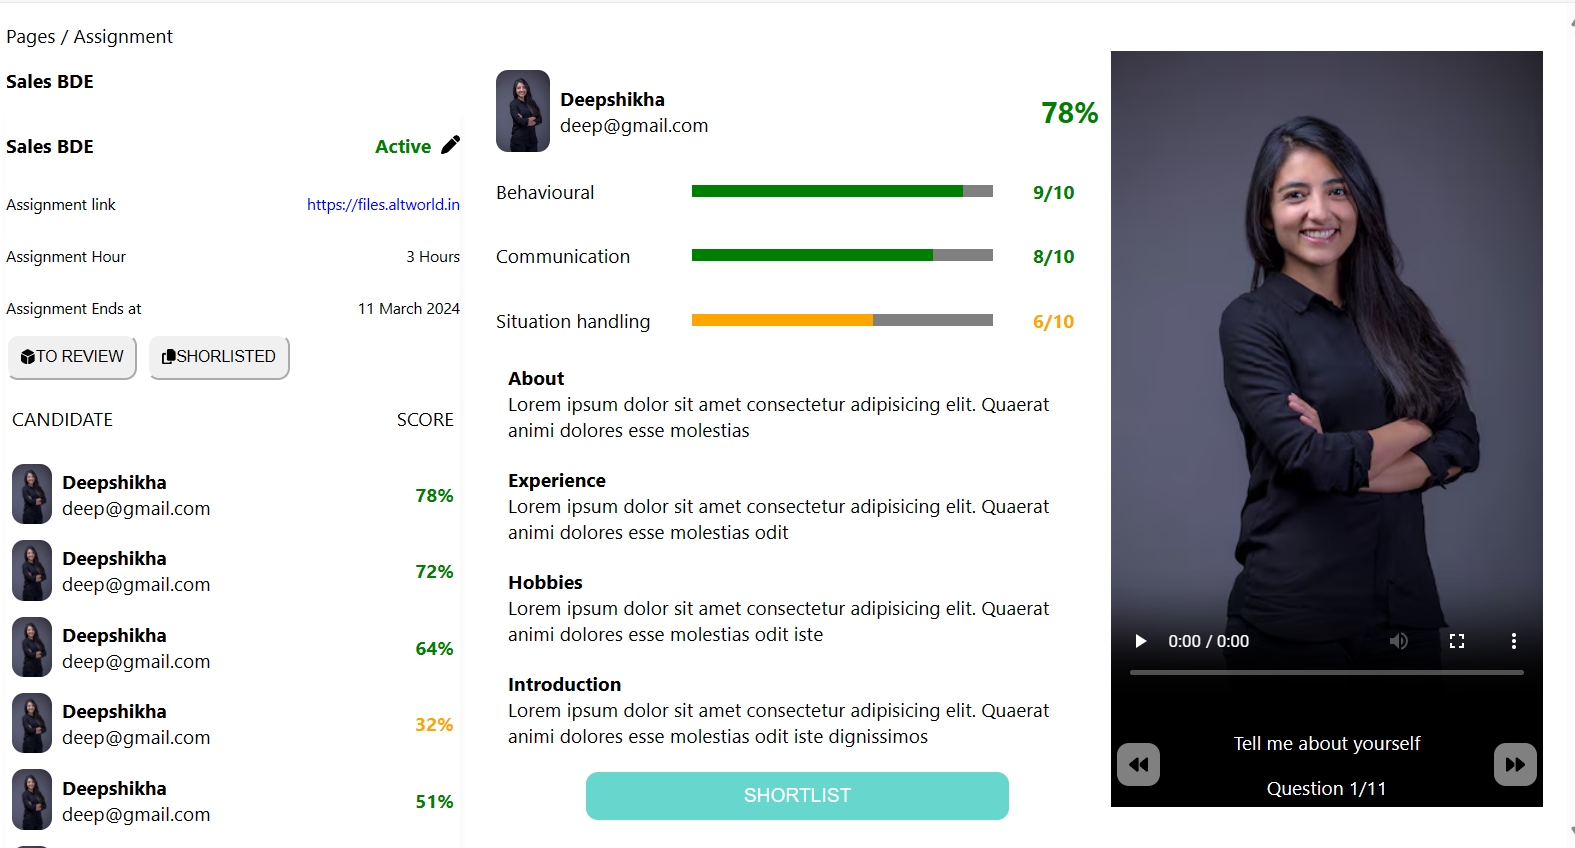 Pages / Assignment
Sales BDE
Sales BDE Active
Assignment link https://files.altworld.in
Assignment Hour 3 Hours
Assignment Ends at 11 March 2024
TO REVIEW SHORLISTED
CANDIDATE SCORE
Deepshikha
deep@gmail.com
78%
Deepshikha
deep@gmail.com
72%
Deepshikha
deep@gmail.com
64%
Deepshikha
deep@gmail.com
32%
Deepshikha
deep@gmail.com
51%
Deepshikha
deep@gmail.com
78%
Behavioural 9/10
Communication 8/10
Situation handling 6/10
About
Lorem ipsum dolor sit amet consectetur adipisicing elit. Quaerat
animi dolores esse molestias
Experience
Lorem ipsum dolor sit amet consectetur adipisicing elit. Quaerat
animi dolores esse molestias odit
Hobbies
Lorem ipsum dolor sit amet consectetur adipisicing elit. Quaerat
animi dolores esse molestias odit iste
Introduction
Lorem ipsum dolor sit amet consectetur adipisicing elit. Quaerat
animi dolores esse molestias odit iste dignissimos
SHORTLIST
0:00 / 0:00
Tell me about yourself
Question 1/11